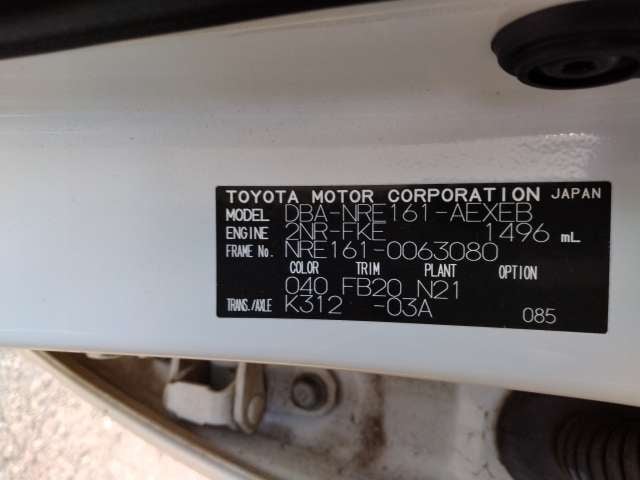 TOYOTA MOTOR CORPORATION JAPAN
MODEL DBA-NRE161-AEXEB
ENGINE 2NR-FKE 1496 mL
FRAME No. NRE161-0063080
COLOR TRIM PLANT OPTION
040 FB20 N21
TRANS./AXLE K312 -03A 085